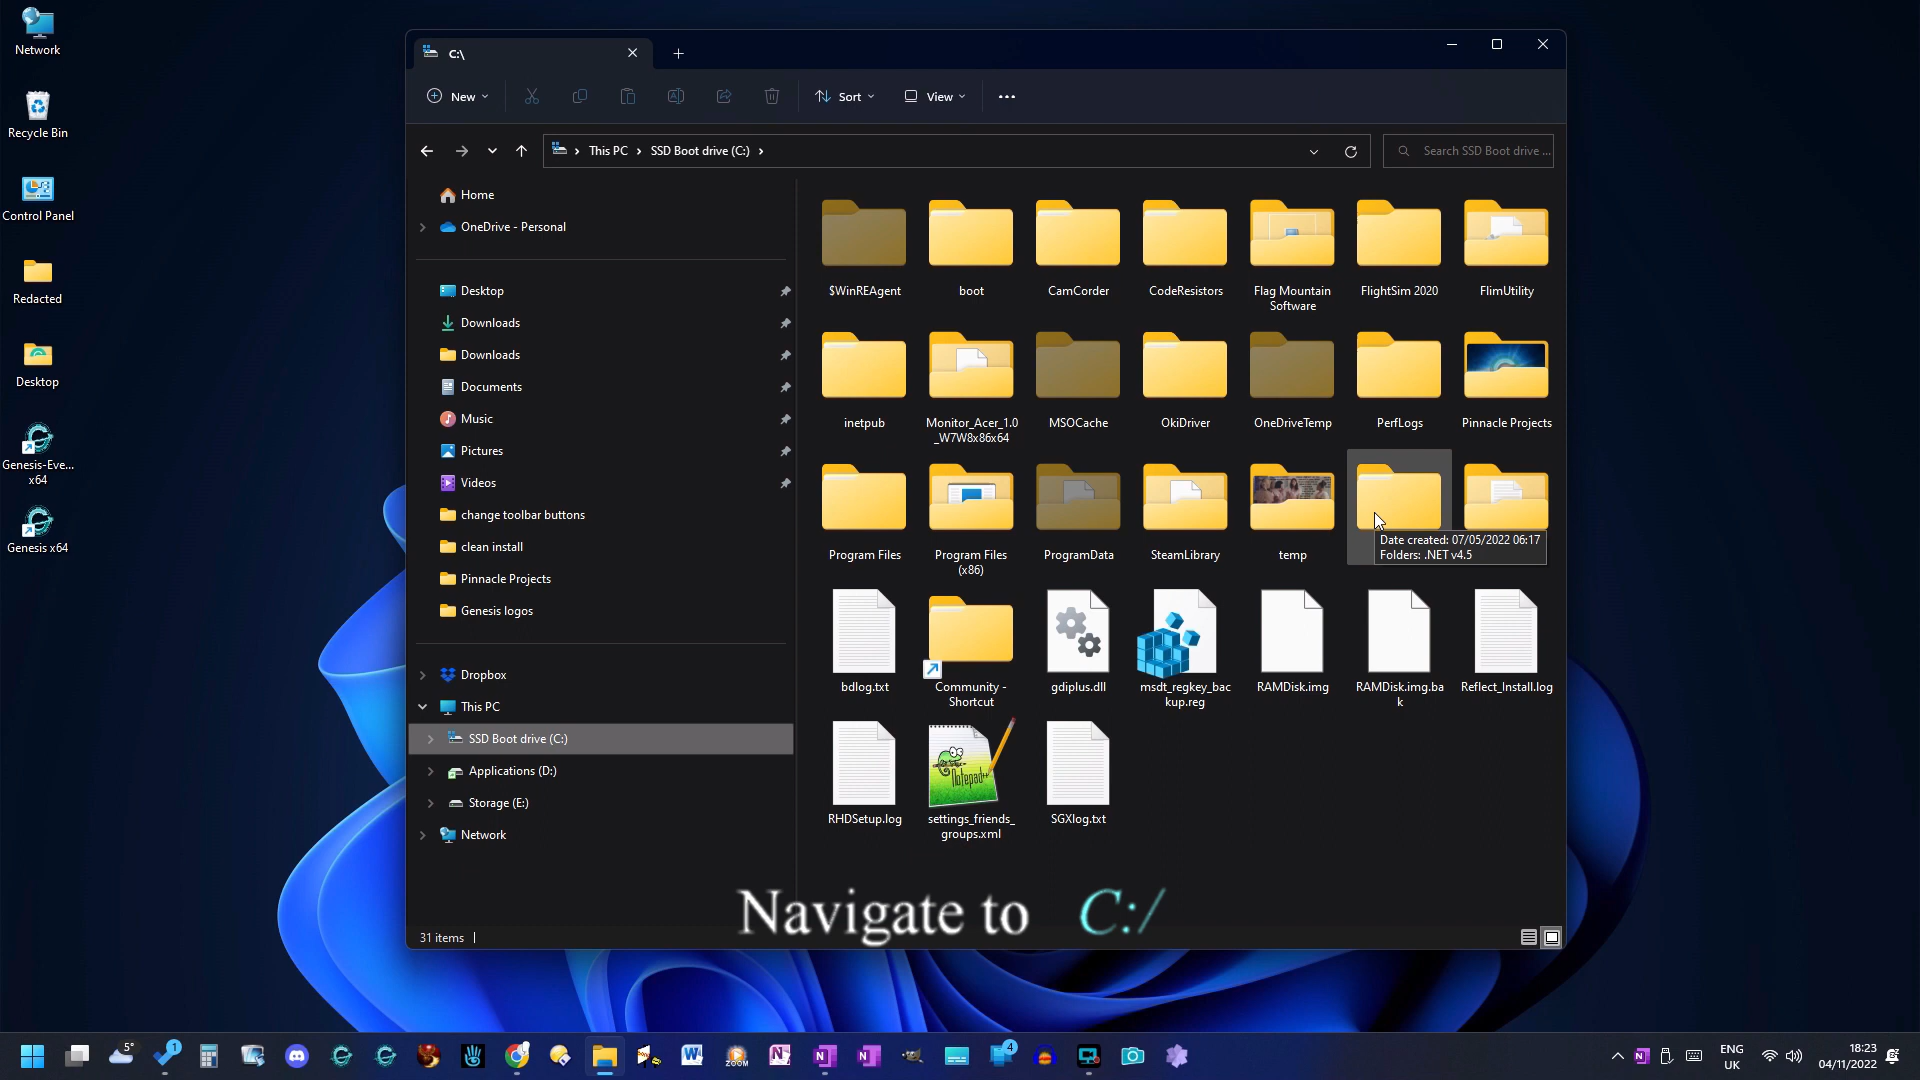 Network
Recycle Bin
Control Panel
Redacted
Desktop
Genesis-Eve...
x64
Genesis x64
C:\
New
Sort
View
This PC
SSD Boot drive (C:)
Search SSD Boot drive ...
Home
OneDrive - Personal
Desktop
Downloads
Downloads
Documents
Music
Pictures
Videos
change toolbar buttons
clean install
Pinnacle Projects
Genesis logos
Dropbox
This PC
SSD Boot drive (C:)
Applications (D:)
Storage (E:)
Network
$WinREAgent
boot
CamCorder
CodeResistors
Flag Mountain
Software
FlightSim 2020
FlimUtility
inetpub
Monitor_Acer_1.0
_W7W8x86x64
MSOCache
OkiDriver
OneDriveTemp
PerfLogs
Pinnacle Projects
Program Files
Program Files
(x86)
ProgramData
SteamLibrary
temp
Date created: 07/05/2022 06:17
Folders: .NET v4.5
bdlog.txt
Community -
Shortcut
gdiplus.dll
msdt_regkey_bac
kup.reg
RAMDisk.img
RAMDisk.img.ba
k
Reflect_Install.log
RHDSetup.log
Notepad++
settings_friends_
groups.xml
SGXlog.txt
Navigate to C:/
31 items
5°
1
ZOOM
4
ENG
UK
18:23
04/11/2022